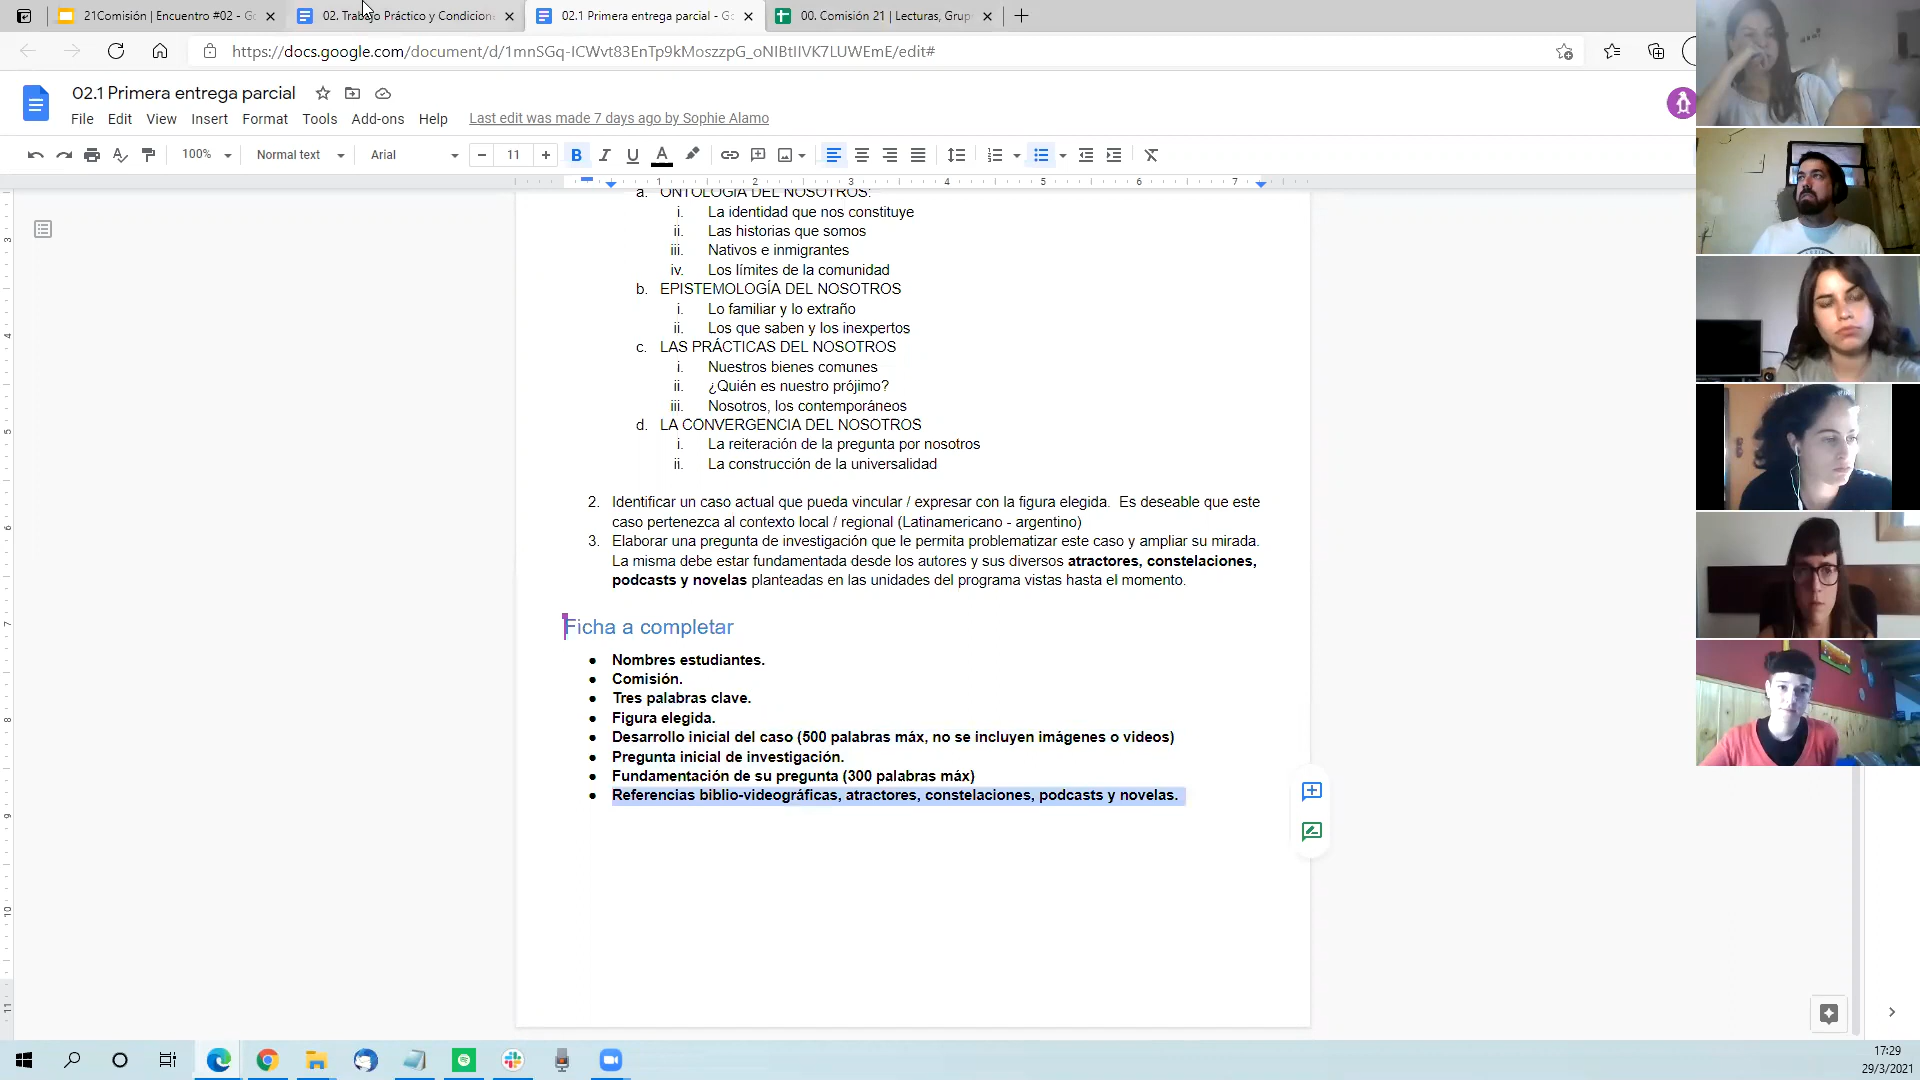 21Comisión | Encuentro #02 - Go
02. Trabajo Práctico y Condicion
02.1 Primera entrega parcial - Go
00. Comisión 21 | Lecturas, Grup
https://docs.google.com/document/d/1mnSGq-ICWvt83EnTp9kMoszzpG_oNIBtIIVK7LUWEmE/edit#
02.1 Primera entrega parcial
File Edit View Insert Format Tools Add-ons Help Last edit was made 7 days ago by Sophie Alamo
100% Normal text Arial 11
1 2 3 4 5 6 7
a. ONTOLOGÍA DEL NOSOTROS:
i. La identidad que nos constituye
ii. Las historias que somos
iii. Nativos e inmigrantes
iv. Los límites de la comunidad
b. EPISTEMOLOGÍA DEL NOSOTROS
i. Lo familiar y lo extraño
ii. Los que saben y los inexpertos
c. LAS PRÁCTICAS DEL NOSOTROS
i. Nuestros bienes comunes
ii. ¿Quién es nuestro prójimo?
iii. Nosotros, los contemporáneos
d. LA CONVERGENCIA DEL NOSOTROS
i. La reiteración de la pregunta por nosotros
ii. La construcción de la universalidad
2. Identificar un caso actual que pueda vincular / expresar con la figura elegida. Es deseable que este
caso pertenezca al contexto local / regional (Latinamericano - argentino)
3. Elaborar una pregunta de investigación que le permita problematizar este caso y ampliar su mirada.
La misma debe estar fundamentada desde los autores y sus diversos atractores, constelaciones,
podcasts y novelas planteadas en las unidades del programa vistas hasta el momento.
Ficha a completar
● Nombres estudiantes.
● Comisión.
● Tres palabras clave.
● Figura elegida.
● Desarrollo inicial del caso (500 palabras máx, no se incluyen imágenes o videos)
● Pregunta inicial de investigación.
● Fundamentación de su pregunta (300 palabras máx)
● Referencias biblio-videográficas, atractores, constelaciones, podcasts y novelas.
17:29
29/3/2021